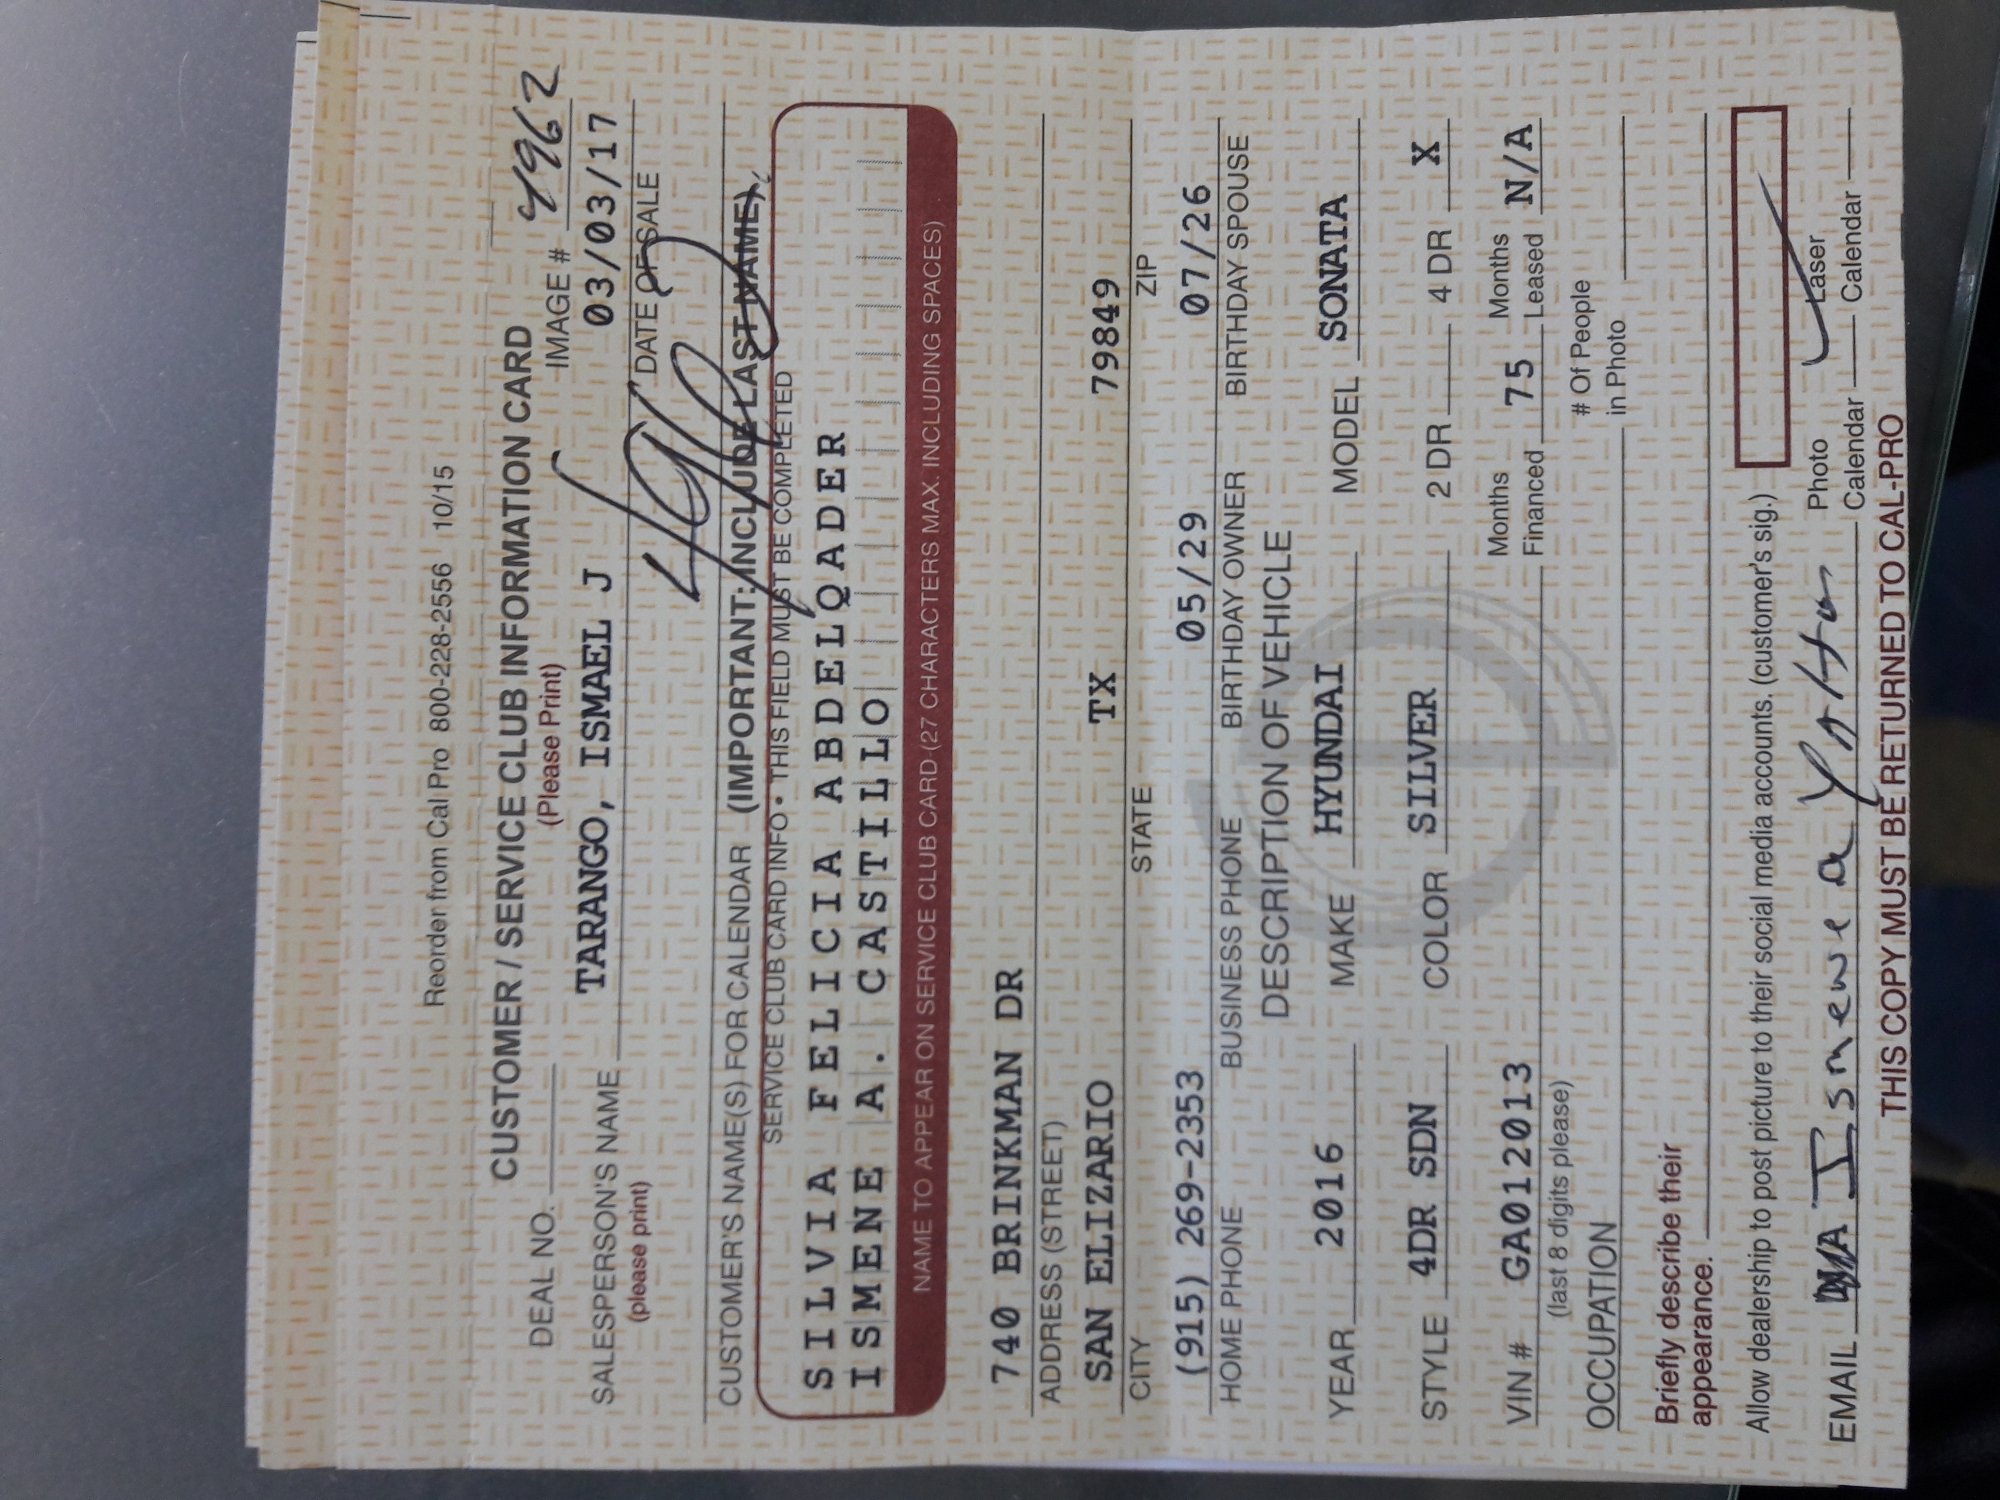 Reorder from Cal Pro 800-228-2556 10/15
CUSTOMER / SERVICE CLUB INFORMATION CARD
(Please Print)
DEAL NO. IMAGE # 4962
SALESPERSON'S NAME TARANGO, ISMAEL J 03/03/17
(please print) DATE OF SALE
CUSTOMER'S NAME(S) FOR CALENDAR (IMPORTANT: INCLUDE LAST NAME)
SERVICE CLUB CARD INFO • THIS FIELD MUST BE COMPLETED
SILVIA FELICIA ABDELQADER
ISMENE A. CASTILLO
NAME TO APPEAR ON SERVICE CLUB CARD (27 CHARACTERS MAX. INCLUDING SPACES)
740 BRINKMAN DR
ADDRESS (STREET)
SAN ELIZARIO TX 79849
CITY STATE ZIP
(915) 269-2353 05/29 07/26
HOME PHONE BUSINESS PHONE BIRTHDAY OWNER BIRTHDAY SPOUSE
DESCRIPTION OF VEHICLE
YEAR 2016 MAKE HYUNDAI MODEL SONATA
STYLE 4DR SDN COLOR SILVER 2 DR 4 DR X
VIN # GA012013 Months Financed 75 Months Leased N/A
(last 8 digits please)
OCCUPATION # Of People in Photo
Briefly describe their
appearance.
Allow dealership to post picture to their social media accounts. (customer's sig.)
EMAIL Photo Calendar Laser Calendar
THIS COPY MUST BE RETURNED TO CAL-PRO